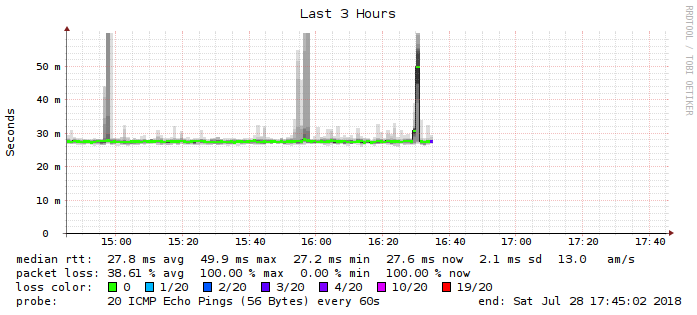 Last 3 Hours
RRDTOOL / TOBI OETIKER
Seconds
50 m
40 m
30 m
20 m
10 m
0
15:00 15:20 15:40 16:00 16:20 16:40 17:00 17:20 17:40
median rtt: 27.8 ms avg 49.9 ms max 27.2 ms min 27.6 ms now 2.1 ms sd 13.0 am/s
packet loss: 38.61 % avg 100.00 % max 0.00 % min 100.00 % now
loss color: 0 1/20 2/20 3/20 4/20 10/20 19/20
probe: 20 ICMP Echo Pings (56 Bytes) every 60s end: Sat Jul 28 17:45:02 2018